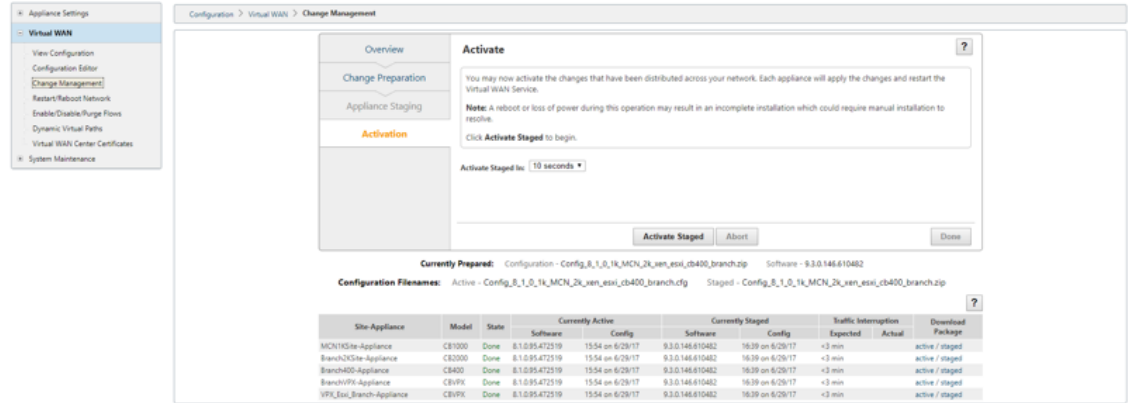 Appliance Settings
Virtual WAN
View Configuration
Configuration Editor
Change Management
Restart/Reboot Network
Enable/Disable/Purge Flows
Dynamic Virtual Paths
Virtual WAN Center Certificates
System Maintenance
Configuration > Virtual WAN > Change Management
Overview
Change Preparation
Appliance Staging
Activation
Activate
?
You may now activate the changes that have been distributed across your network. Each appliance will apply the changes and restart the
Virtual WAN Service.
Note: A reboot or loss of power during this operation may result in an incomplete installation which could require manual installation to
resolve.
Click Activate Staged to begin.
Activate Staged In: 10 seconds
Activate Staged Abort Done
Currently Prepared: Configuration - Config_8_1_0_1k_MCN_2k_xen_esxi_cb400_branch.zip Software - 9.3.0.146.610482
Configuration Filenames: Active - Config_8_1_0_1k_MCN_2k_xen_esxi_cb400_branch.cfg Staged - Config_8_1_0_1k_MCN_2k_xen_esxi_cb400_branch.zip
?
Site-Appliance Model State Currently Active Currently Staged Traffic Interruption Download Package
Software Config Software Config Expected Actual
MCN1KSite-Appliance CB1000 Done 8.1.0.95.472519 15:54 on 6/29/17 9.3.0.146.610482 16:39 on 6/29/17 <3 min active / staged
Branch2KSite-Appliance CB2000 Done 8.1.0.95.472519 15:54 on 6/29/17 9.3.0.146.610482 16:39 on 6/29/17 <3 min active / staged
Branch400-Appliance CB400 Done 8.1.0.95.472519 15:54 on 6/29/17 9.3.0.146.610482 16:39 on 6/29/17 <3 min active / staged
BranchVPX-Appliance CBVPX Done 8.1.0.95.472519 15:54 on 6/29/17 9.3.0.146.610482 16:39 on 6/29/17 <3 min active / staged
VPX_Esxi_Branch-Appliance CBVPX Done 8.1.0.95.472519 15:54 on 6/29/17 9.3.0.146.610482 16:39 on 6/29/17 <3 min active / staged